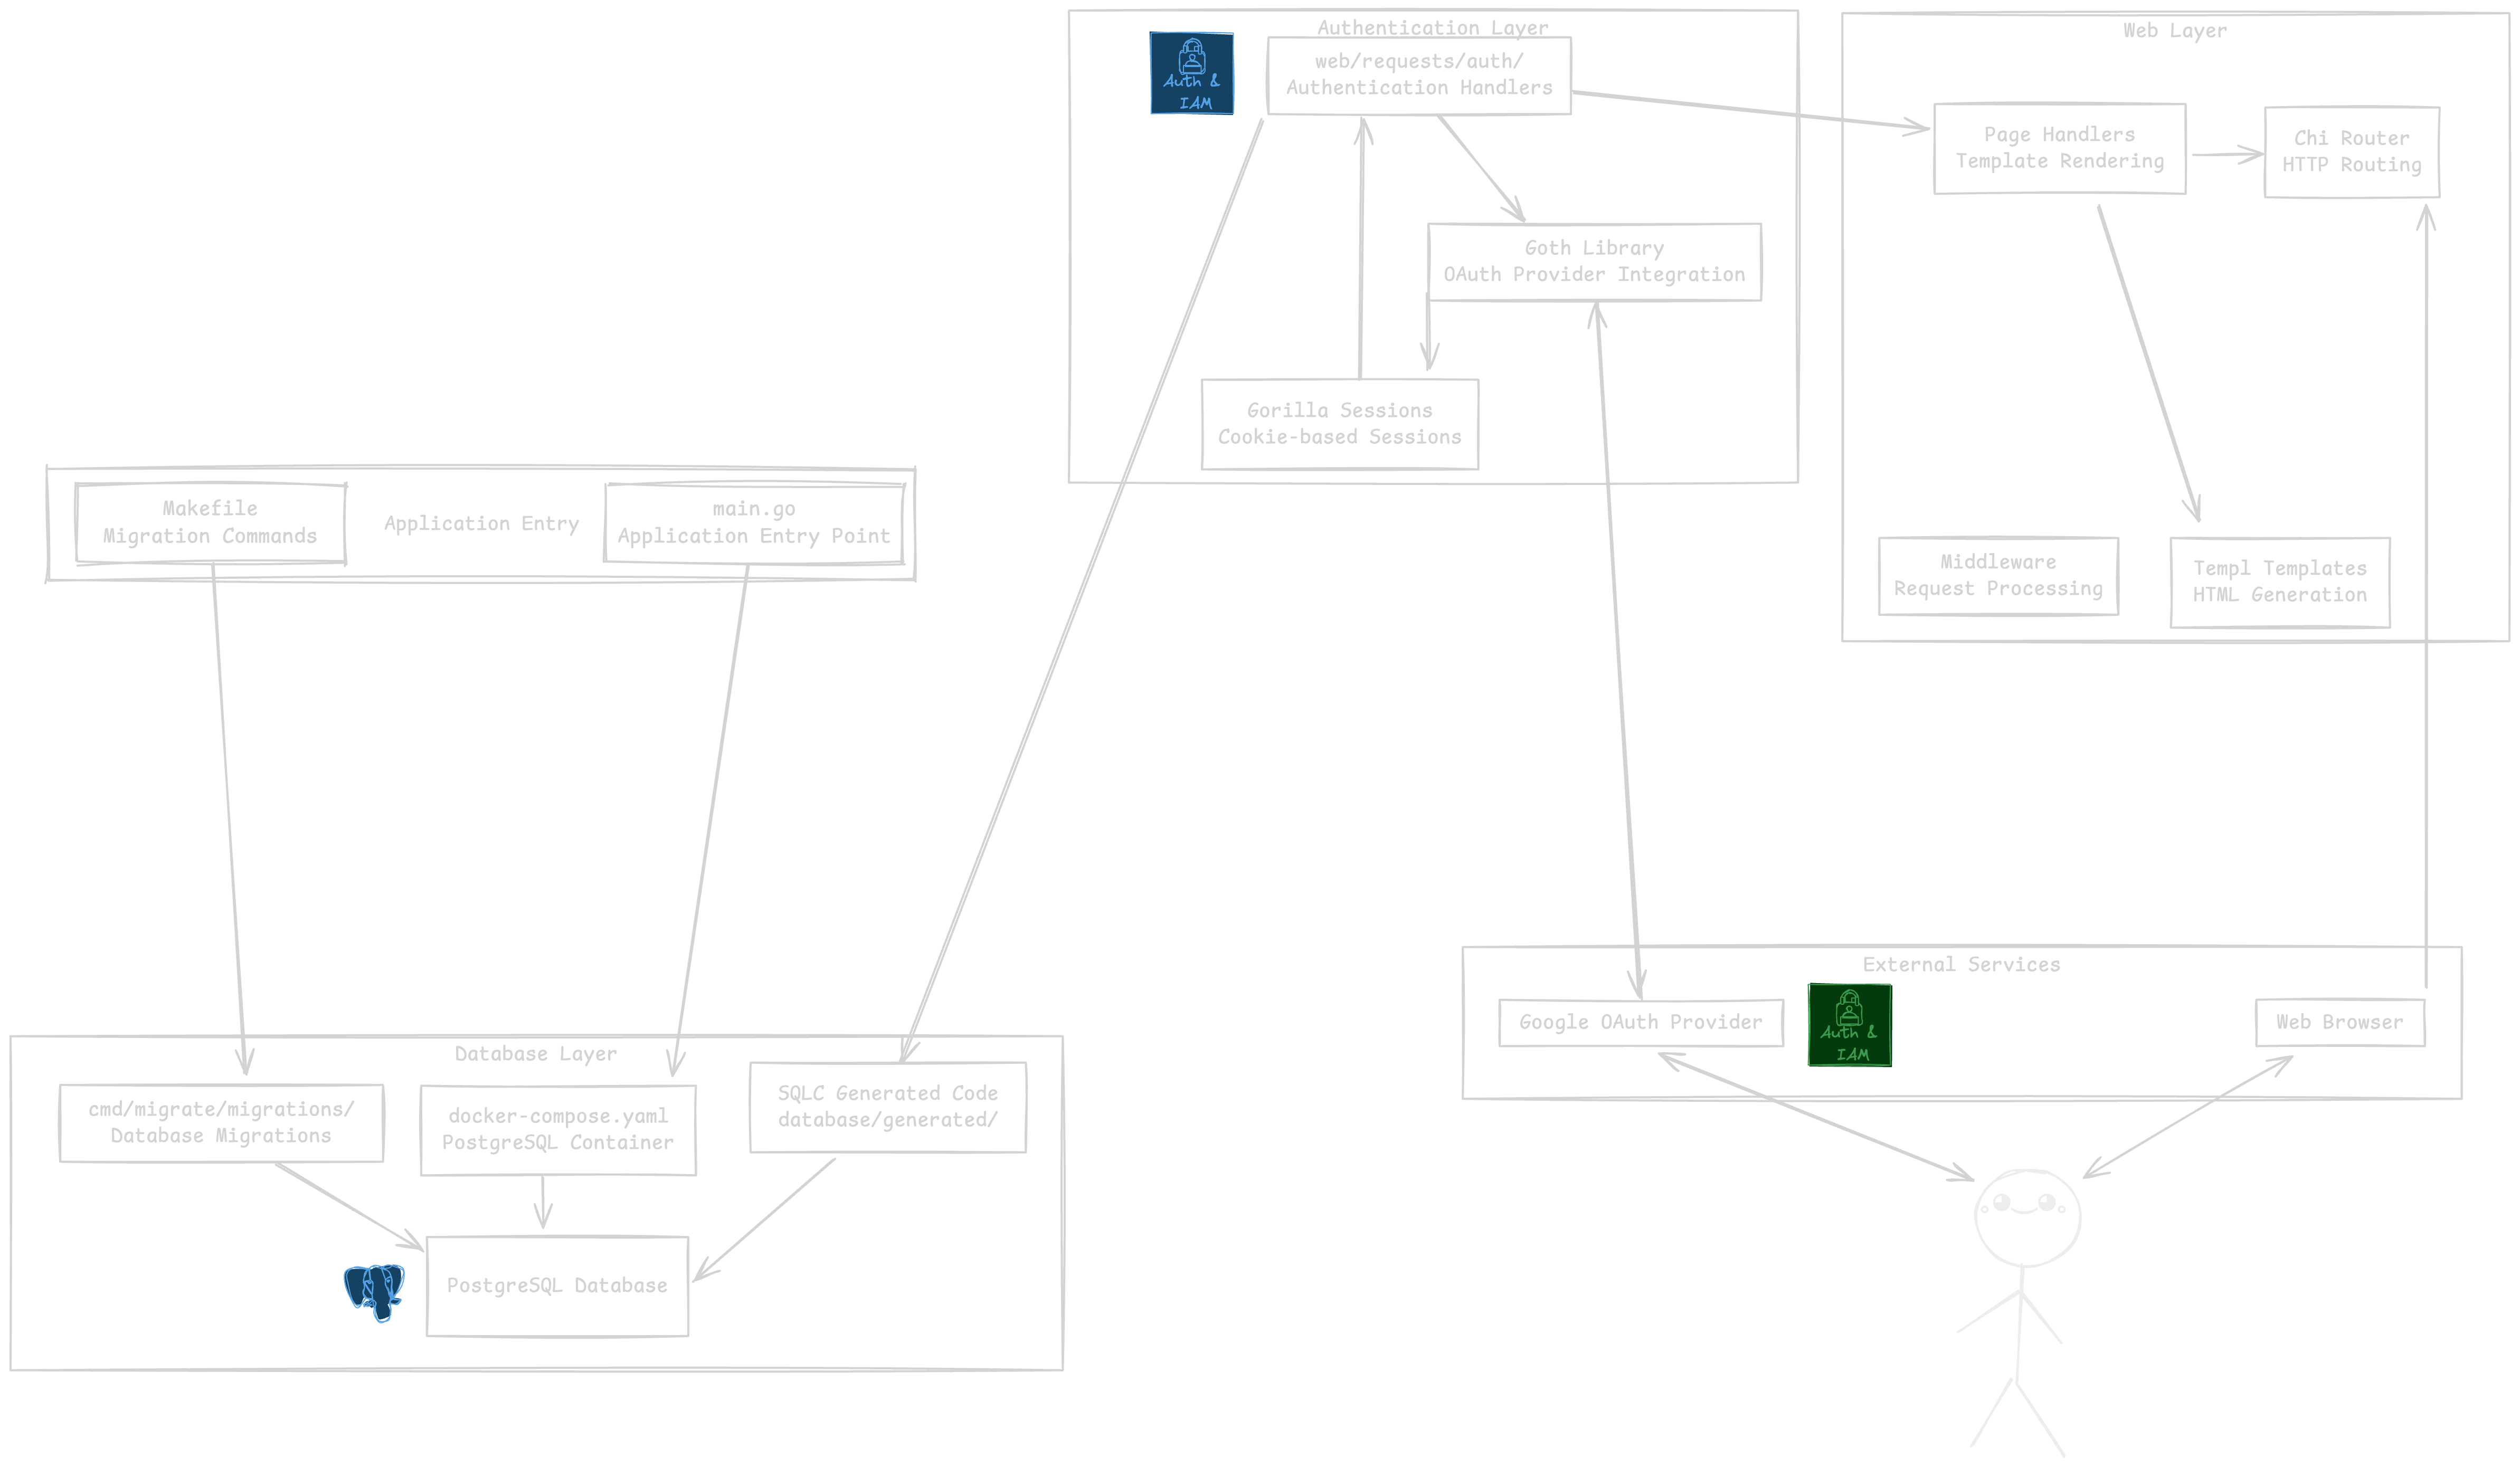 Authentication Layer
Auth &
IAM
web/requests/auth/
Authentication Handlers
Goth Library
OAuth Provider Integration
Gorilla Sessions
Cookie-based Sessions
Web Layer
Page Handlers
Template Rendering
Chi Router
HTTP Routing
Middleware
Request Processing
Templ Templates
HTML Generation
Makefile
Migration Commands
Application Entry
main.go
Application Entry Point
Database Layer
cmd/migrate/migrations/
Database Migrations
docker-compose.yaml
PostgreSQL Container
SQLC Generated Code
database/generated/
PostgreSQL Database
External Services
Google OAuth Provider
Auth &
IAM
Web Browser